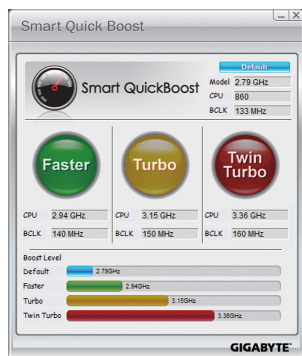 Smart Quick Boost
Default
Smart QuickBoost
Model 2.79 GHz
CPU 860
BCLK 133 MHz
Faster
Turbo
Twin Turbo
CPU 2.94 GHz CPU 3.15 GHz CPU 3.36 GHz
BCLK 140 MHz BCLK 150 MHz BCLK 160 MHz
Boost Level
Default 2.79GHz
Faster 2.94GHz
Turbo 3.15GHz
Twin Turbo 3.36GHz
GIGABYTE™